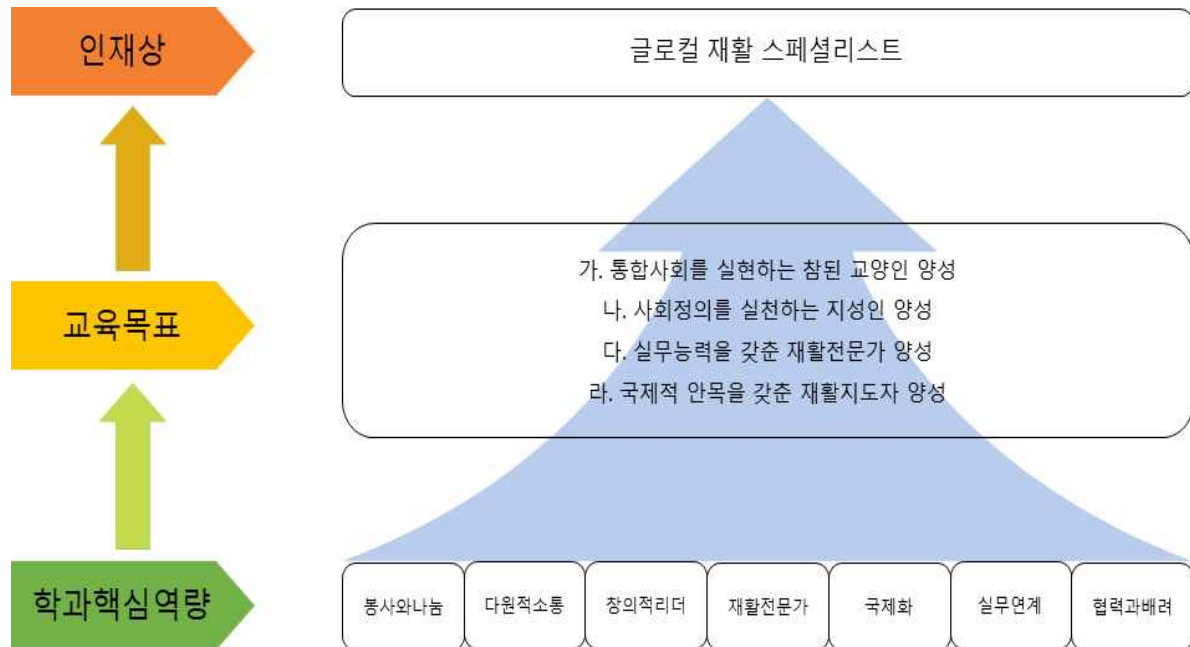 인재상
글로컬 재활 스페셜리스트
교육목표
가. 통합사회를 실현하는 참된 교양인 양성
나. 사회정의를 실천하는 지성인 양성
다. 실무능력을 갖춘 재활전문가 양성
라. 국제적 안목을 갖춘 재활지도자 양성
학과핵심역량
봉사와나눔
다원적소통
창의적리더
재활전문가
국제화
실무연계
협력과배려